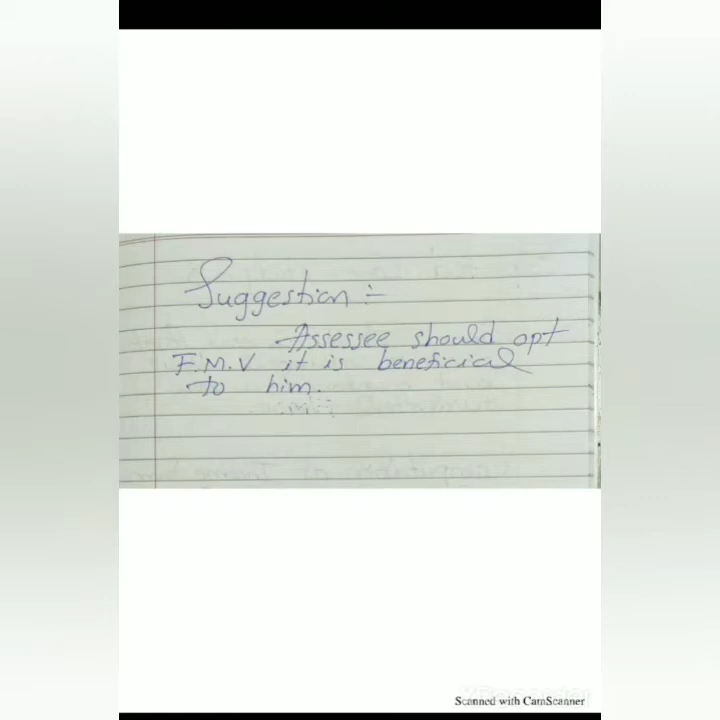 Suggestion :-
Assessee should opt
F.M.V it is beneficial
to him.
Scanned with CamScanner